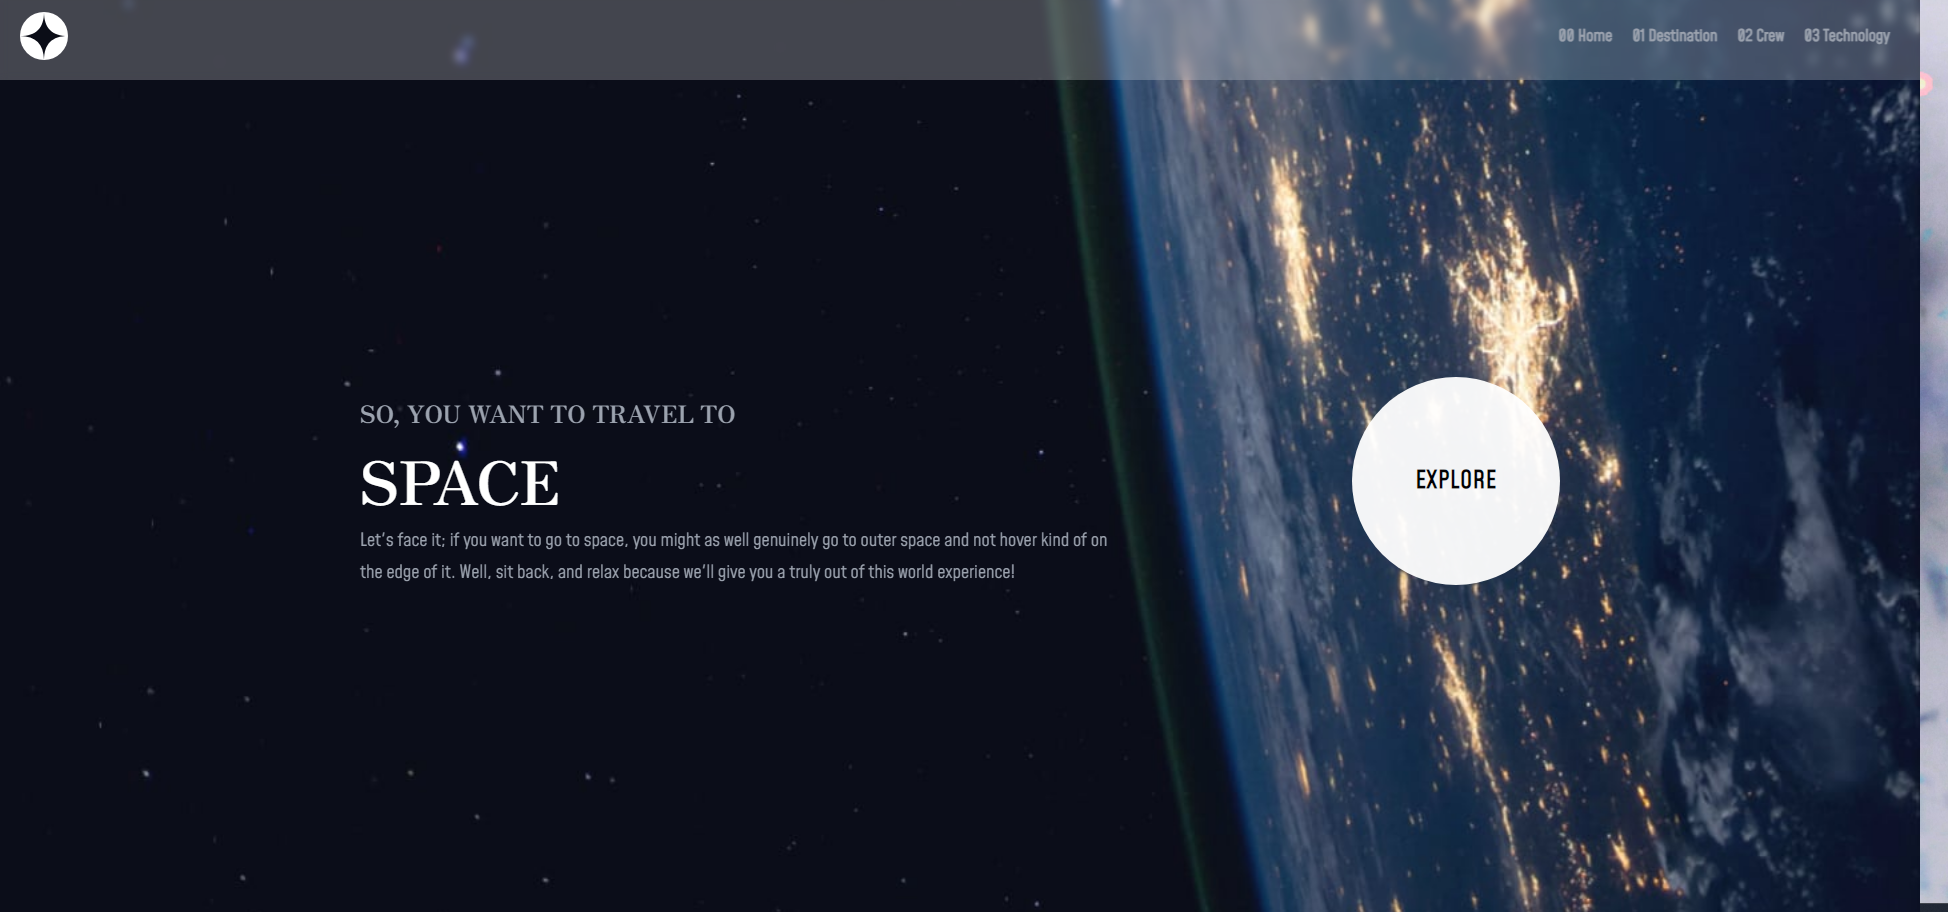 00 Home 01 Destination 02 Crew 03 Technology
SO, YOU WANT TO TRAVEL TO
SPACE
Let's face it; if you want to go to space, you might as well genuinely go to outer space and not hover kind of on
the edge of it. Well, sit back, and relax because we'll give you a truly out of this world experience!
EXPLORE